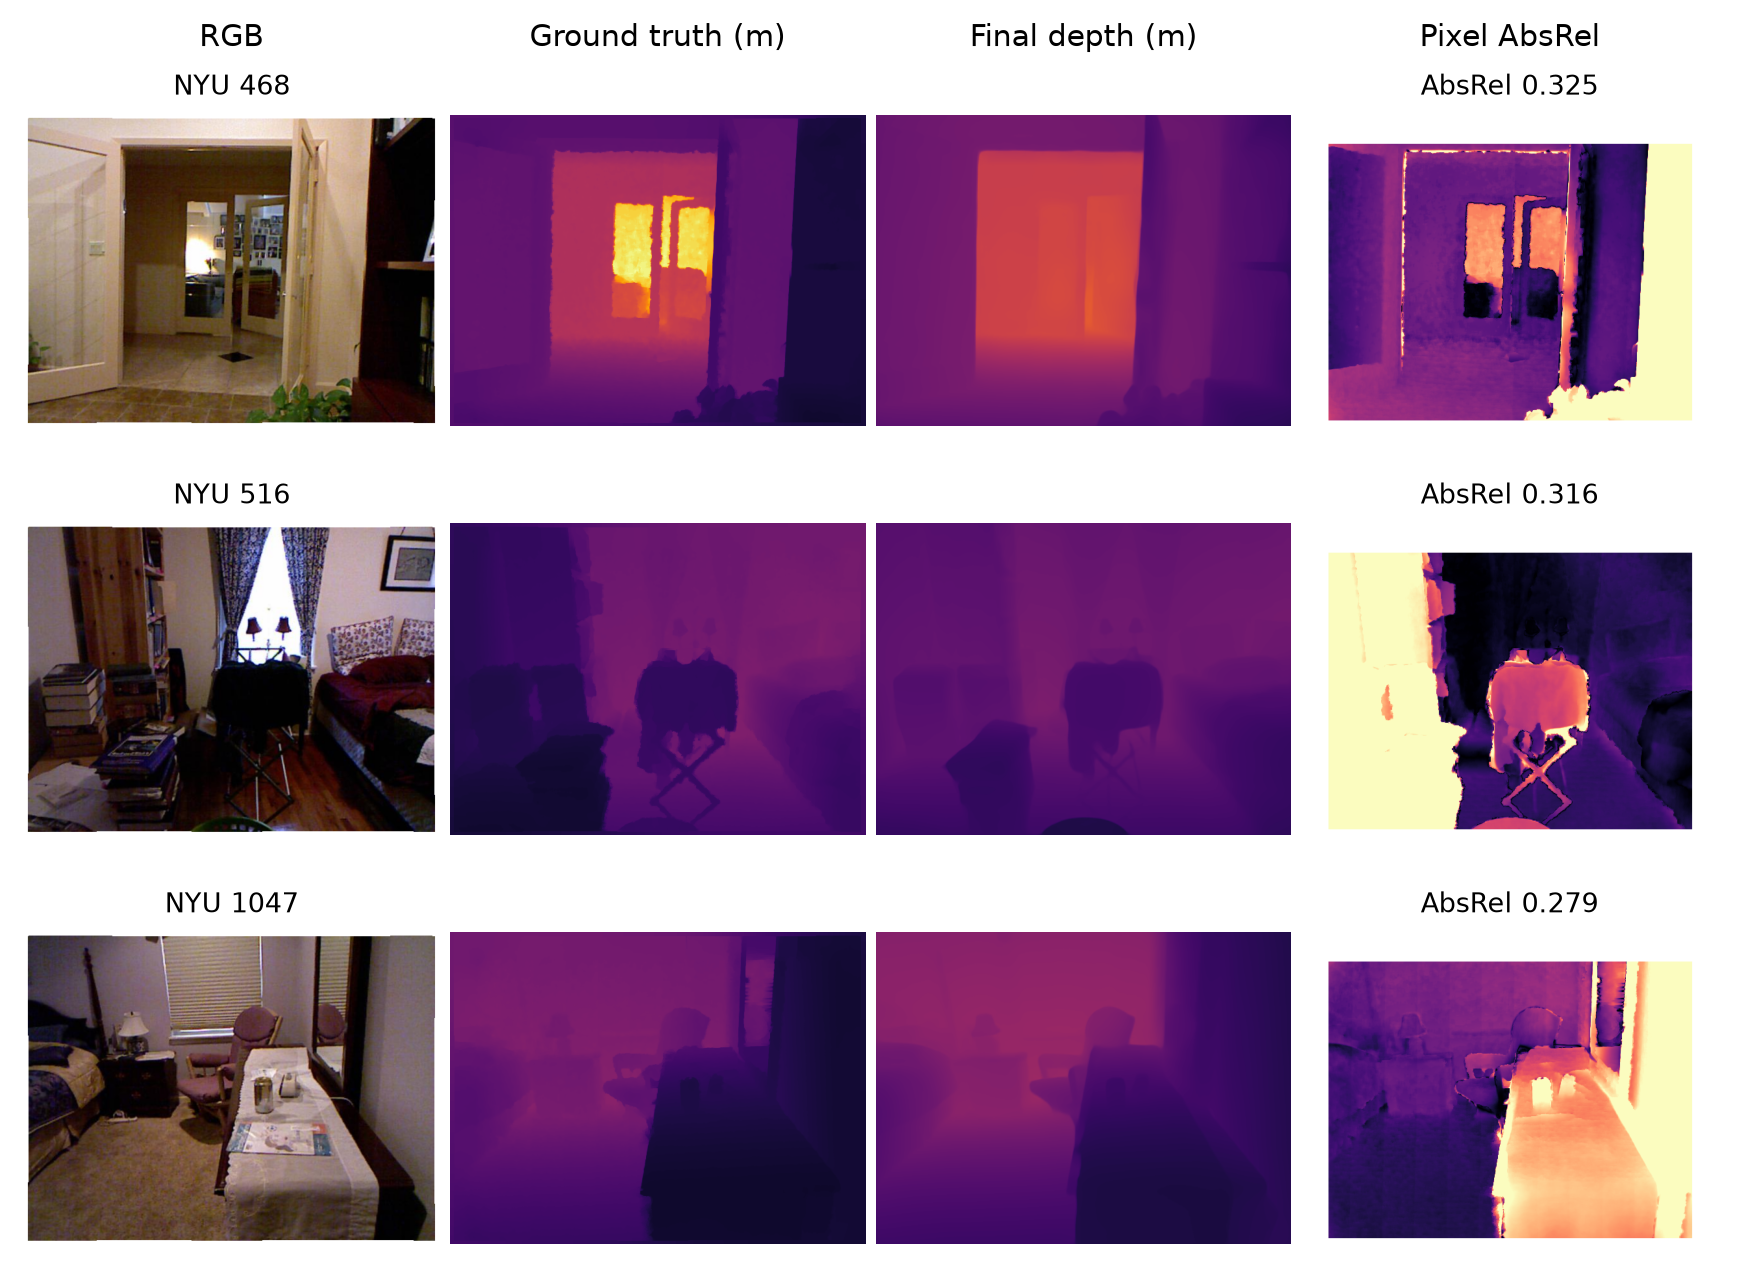 RGB
Ground truth (m)
Final depth (m)
Pixel AbsRel
NYU 468
AbsRel 0.325
NYU 516
AbsRel 0.316
NYU 1047
AbsRel 0.279